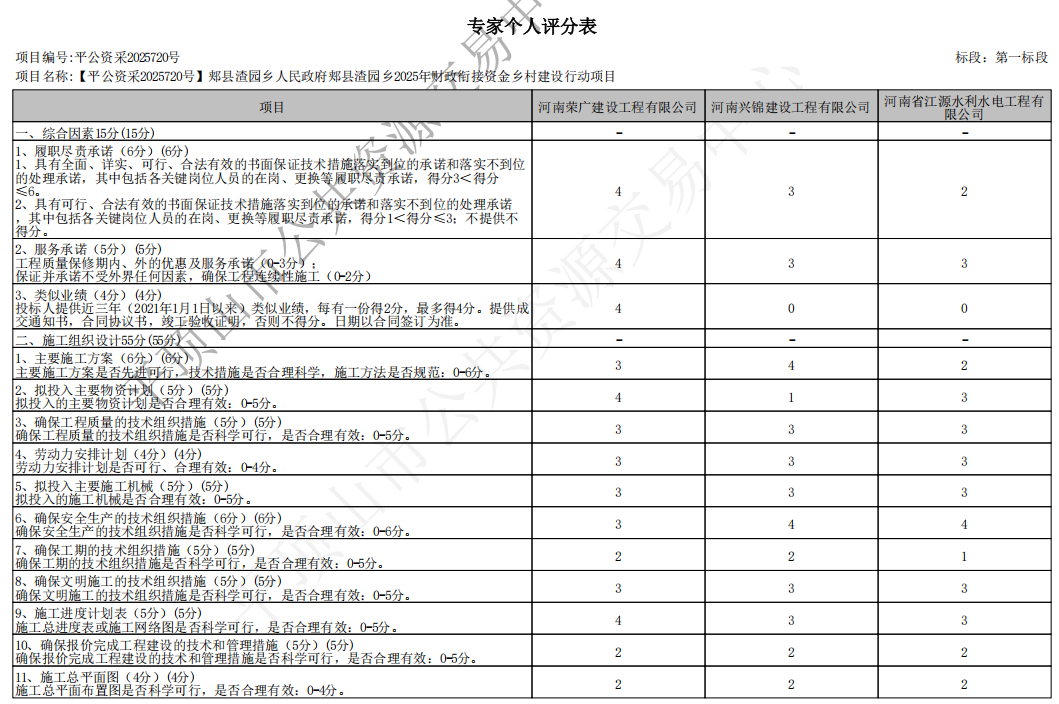 专家个人评分表
项目编号:平公资采2025720号
标段：第一标段
项目名称:【平公资采2025720号】郏县渣园乡人民政府郏县渣园乡2025年财政衔接资金乡村建设行动项目
项目 河南荣广建设工程有限公司 河南兴锦建设工程有限公司 河南省江源水利水电工程有限公司
一、综合因素15分(15分) - - -
1、履职尽责承诺（6分）(6分)
1、具有全面、详实、可行、合法有效的书面保证技术措施落实到位的承诺和落实不到位
的处理承诺，其中包括各关键岗位人员的在岗、更换等履职尽责承诺，得分3＜得分
≤6。
2、具有可行、合法有效的书面保证技术措施落实到位的承诺和落实不到位的处理承诺
，其中包括各关键岗位人员的在岗、更换等履职尽责承诺，得分1＜得分≤3；不提供不
得分。
4 3 2
2、服务承诺（5分）(5分)
工程质量保修期内、外的优惠及服务承诺（0-3分）；
保证并承诺不受外界任何因素，确保工程连续性施工（0-2分）
4 3 3
3、类似业绩（4分）(4分)
投标人提供近三年（2021年1月1日以来）类似业绩，每有一份得2分，最多得4分。提供成
交通知书，合同协议书，竣工验收证明，否则不得分。日期以合同签订为准。
4 0 0
二、施工组织设计55分(55分) - - -
1、主要施工方案（6分）(6分)
主要施工方案是否先进可行，技术措施是否合理科学，施工方法是否规范：0-6分。
3 4 2
2、拟投入主要物资计划（5分）(5分)
拟投入的主要物资计划是否合理有效：0-5分。
4 1 3
3、确保工程质量的技术组织措施（5分）(5分)
确保工程质量的技术组织措施是否科学可行，是否合理有效：0-5分。
3 3 3
4、劳动力安排计划（4分）(4分)
劳动力安排计划是否可行、合理有效：0-4分。
3 3 3
5、拟投入主要施工机械（5分）(5分)
拟投入的施工机械是否合理有效：0-5分。
3 3 3
6、确保安全生产的技术组织措施（6分）(6分)
确保安全生产的技术组织措施是否科学可行，是否合理有效：0-6分。
3 4 4
7、确保工期的技术组织措施（5分）(5分)
确保工期的技术组织措施是否科学可行，是否合理有效：0-5分。
2 2 1
8、确保文明施工的技术组织措施（5分）(5分)
确保文明施工的技术组织措施是否科学可行，是否合理有效：0-5分。
3 3 3
9、施工进度计划表（5分）(5分)
施工总进度表或施工网络图是否科学可行，是否合理有效：0-5分。
4 3 3
10、确保报价完成工程建设的技术和管理措施（5分）(5分)
确保报价完成工程建设的技术和管理措施是否科学可行，是否合理有效：0-5分。
2 2 2
11、施工总平面图（4分）(4分)
施工总平面布置图是否科学可行，是否合理有效：0-4分。
2 2 2
平顶山市公共资源交易中
平顶山市公共资源交易中心